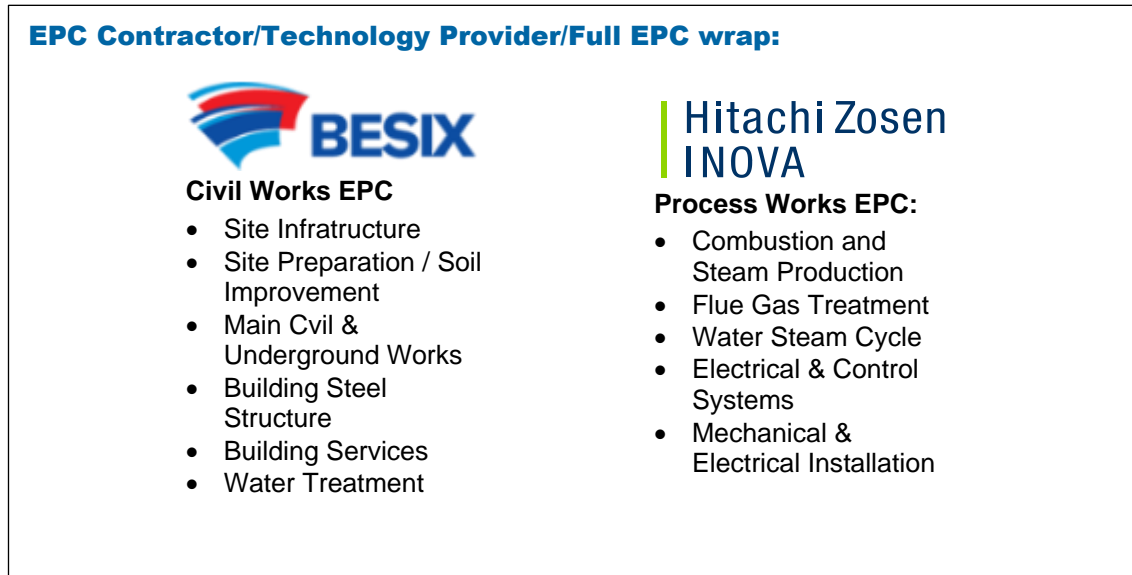 EPC Contractor/Technology Provider/Full EPC wrap:
BESIX
Civil Works EPC
• Site Infratructure
• Site Preparation / Soil
Improvement
• Main Cvil &
Underground Works
• Building Steel
Structure
• Building Services
• Water Treatment
Hitachi Zosen
INOVA
Process Works EPC:
• Combustion and
Steam Production
• Flue Gas Treatment
• Water Steam Cycle
• Electrical & Control
Systems
• Mechanical &
Electrical Installation